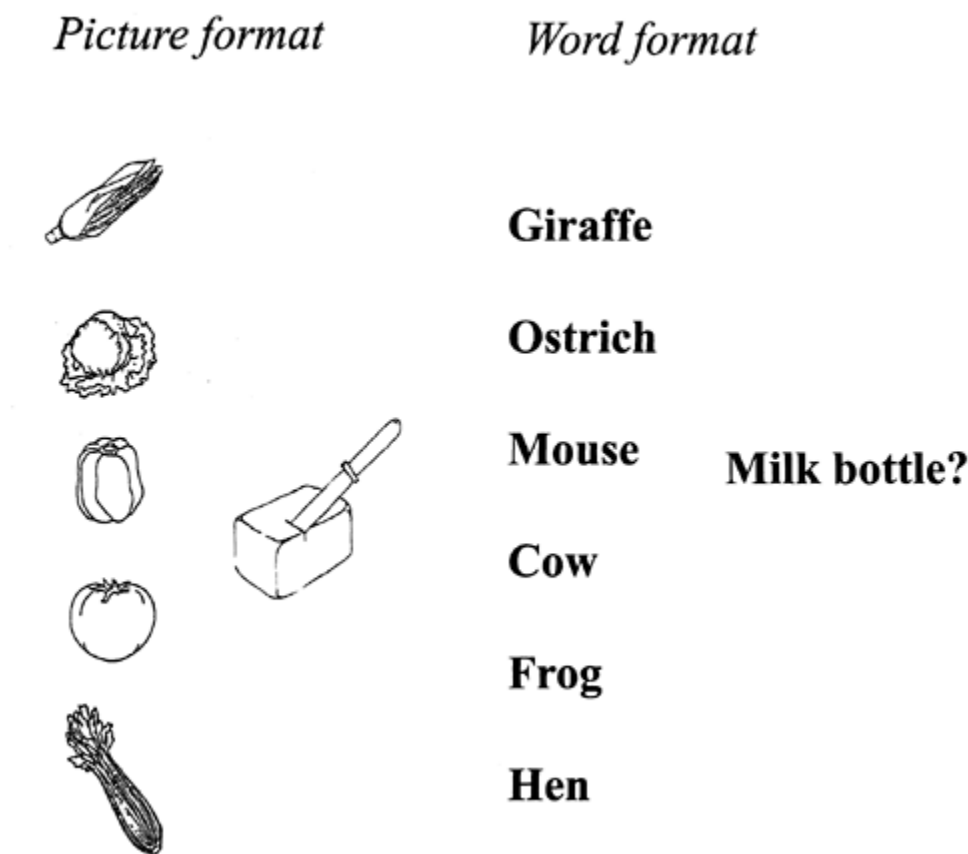 Picture format
Word format
Giraffe
Ostrich
Mouse
Milk bottle?
Cow
Frog
Hen